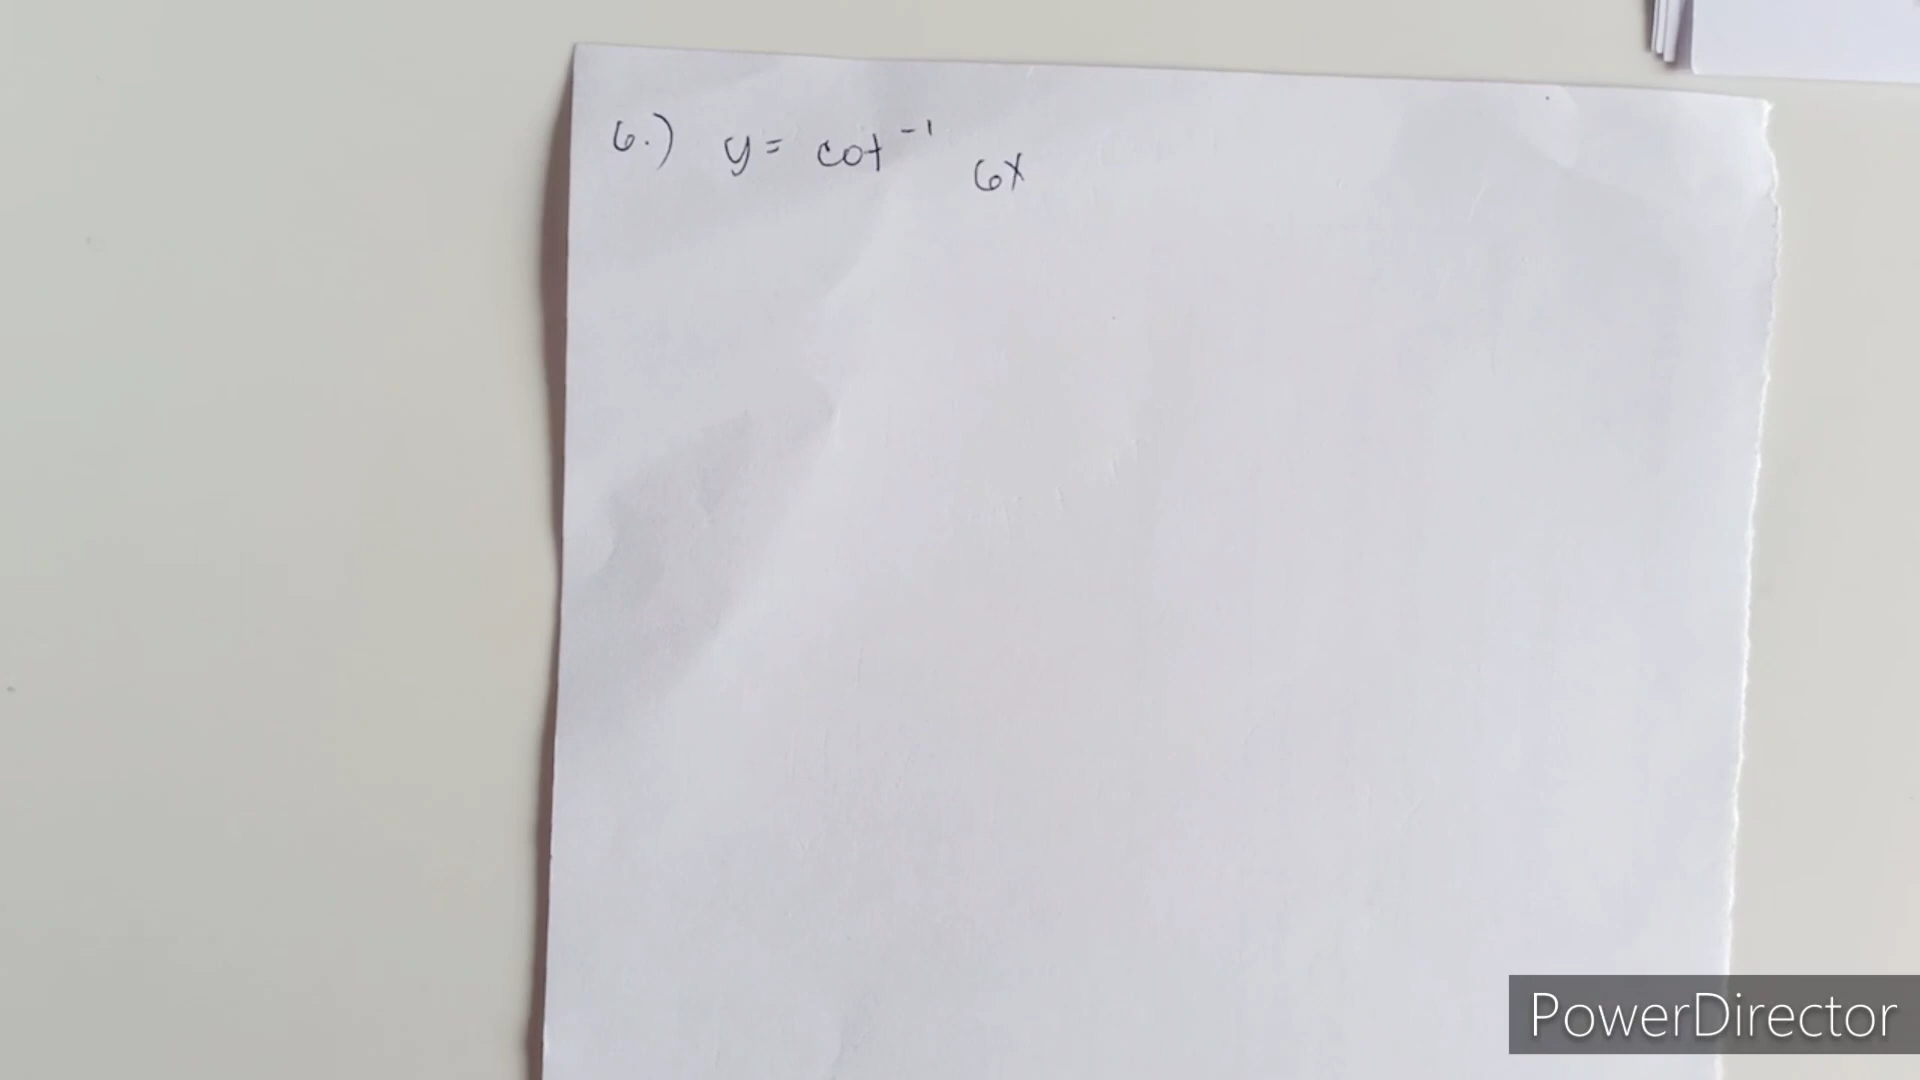 6.) y = cot⁻¹ 6x
PowerDirector